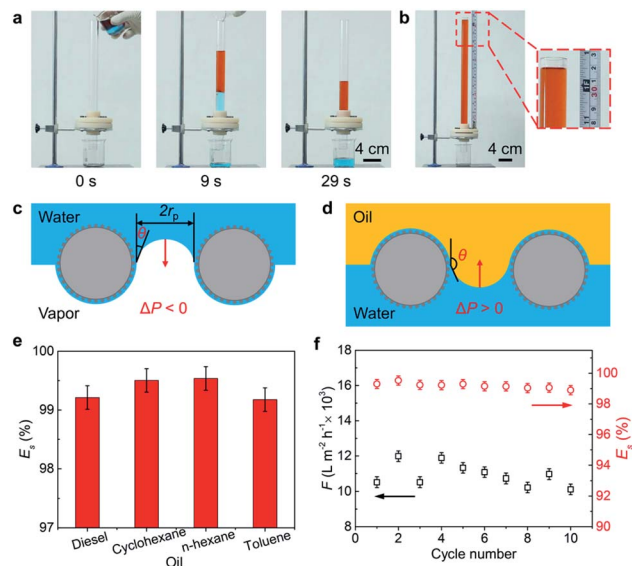 a
b
4 cm
4 cm
0 s
9 s
29 s
c
Water
2rₚ
θ
Vapor
ΔP < 0
d
Oil
θ
Water
ΔP > 0
e
100
99
98
97
Eₛ (%)
Diesel
Cyclohexane
n-hexane
Toluene
Oil
f
18
16
14
12
10
8
F (L m⁻² h⁻¹× 10³)
100
98
96
94
92
90
Eₛ (%)
0 2 4 6 8 10
Cycle number